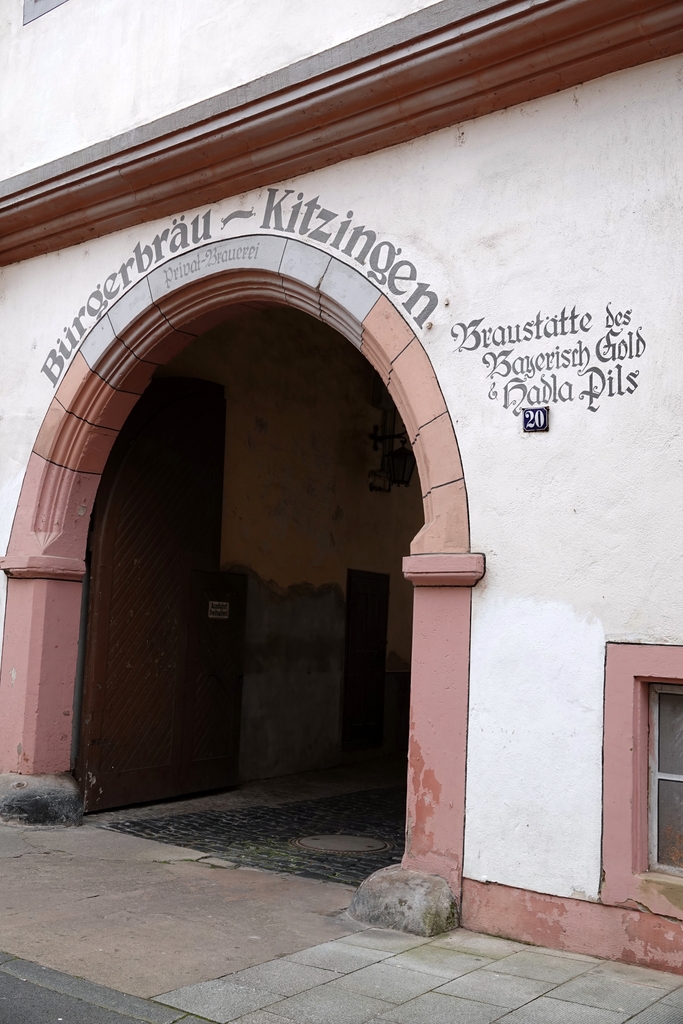 Bürgerbräu ~ Kitzingen
Privat-Brauerei
Braustätte des
Bayerisch Gold
& Hadla Pils
20